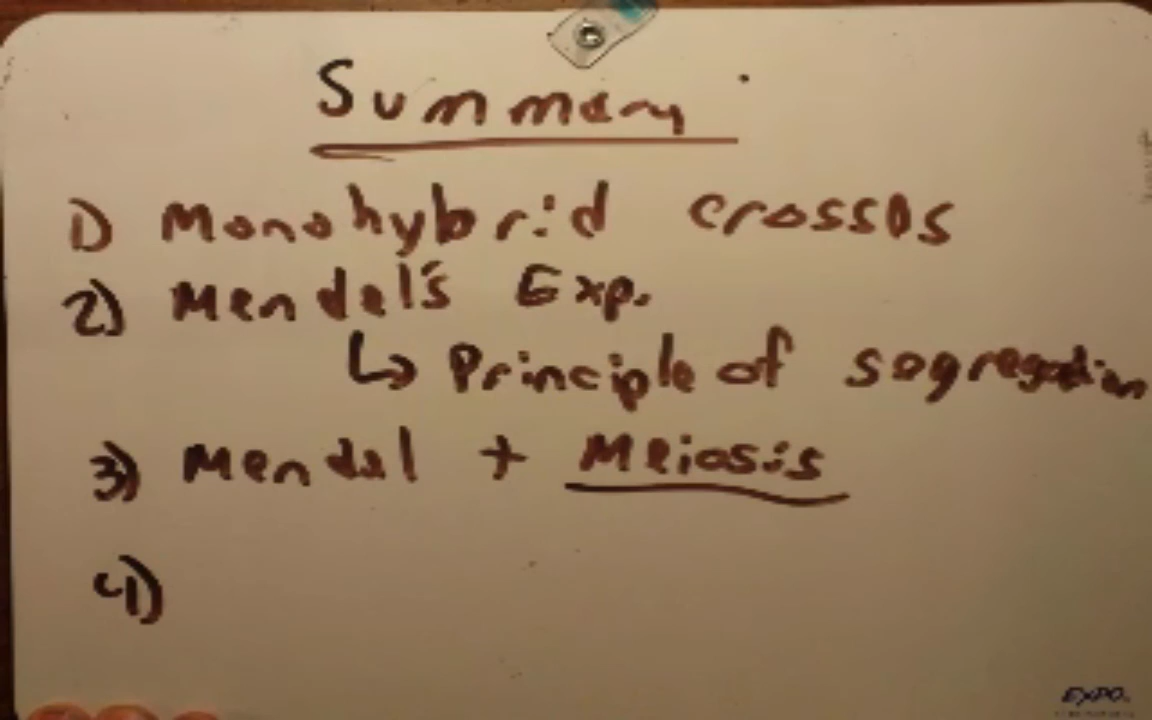 Summary
1) Monohybrid crosses
2) Mendel's Exp.
↳ Principle of segregation
3) Mendel + Meiosis
4)
EXPO.